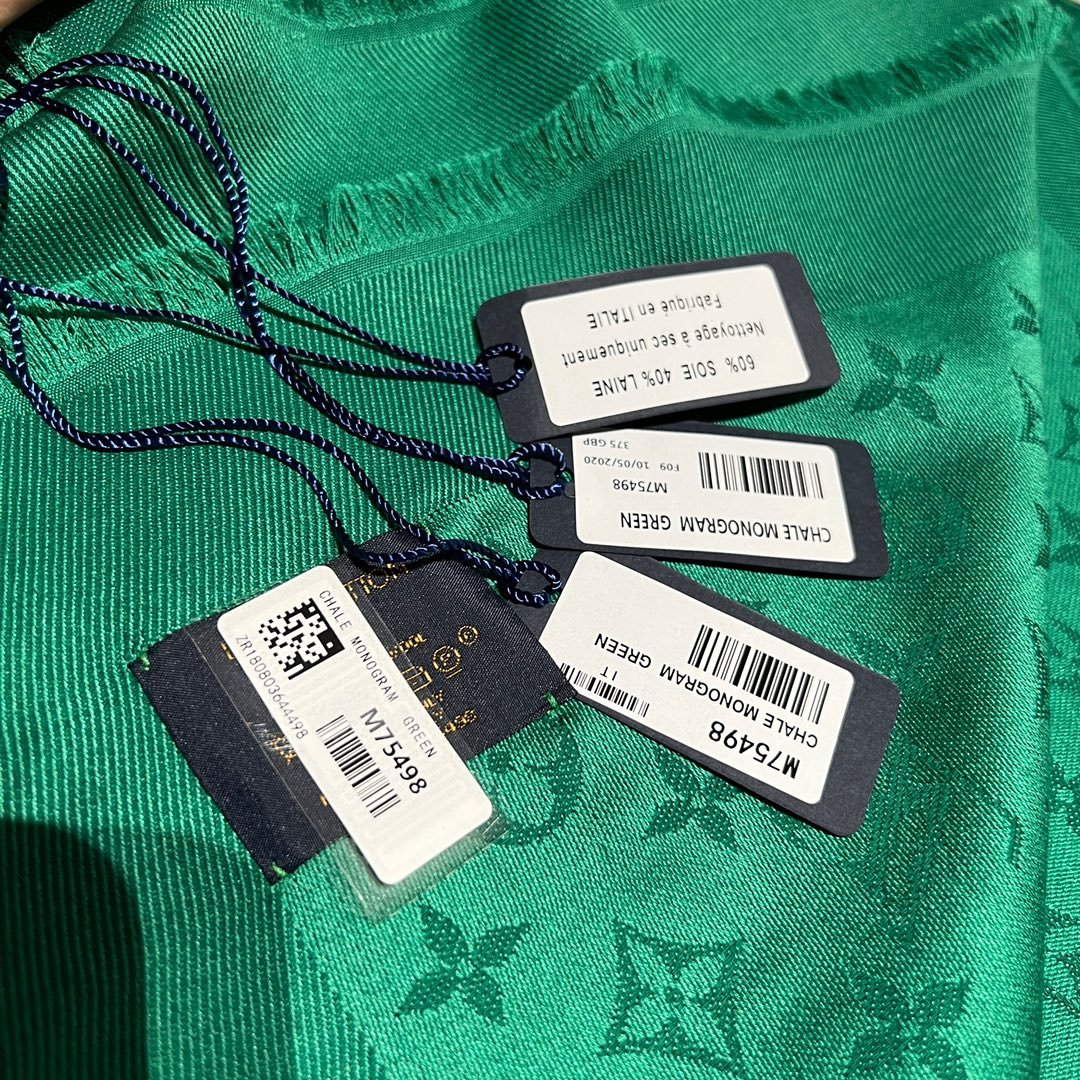 60% SOIE 40% LAINE
Nettoyage à sec uniquement
Fabriqué en ITALIE
CHALE MONOGRAM GREEN
M75498
F09 10/05/2020
375 GBP
M75498
CHALE MONOGRAM GREEN
IT
CHALE MONOGRAM GREEN
M75498
ZR180803644498